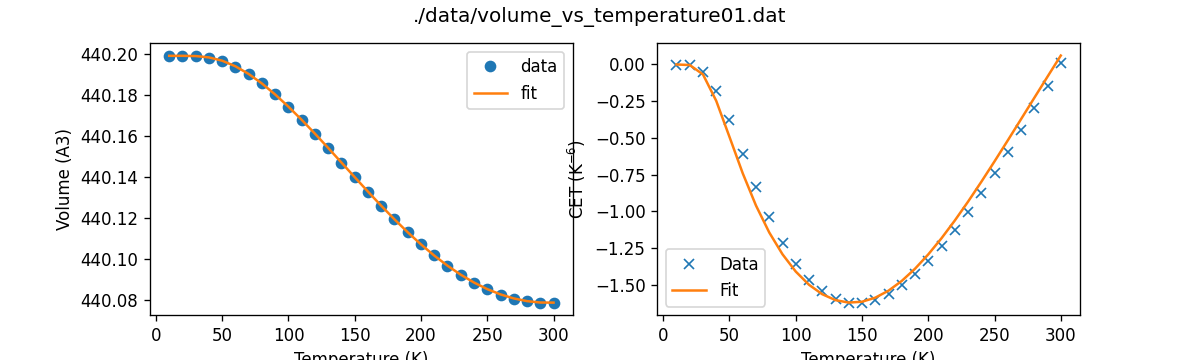 ./data/volume_vs_temperature01.dat
440.20
440.18
440.16
440.14
440.12
440.10
440.08
Volume (A3)
data
fit
0 50 100 150 200 250 300
Temperature (K)
0.00
−0.25
−0.50
−0.75
−1.00
−1.25
−1.50
CET (K⁻⁶)
Data
Fit
0 50 100 150 200 250 300
Temperature (K)